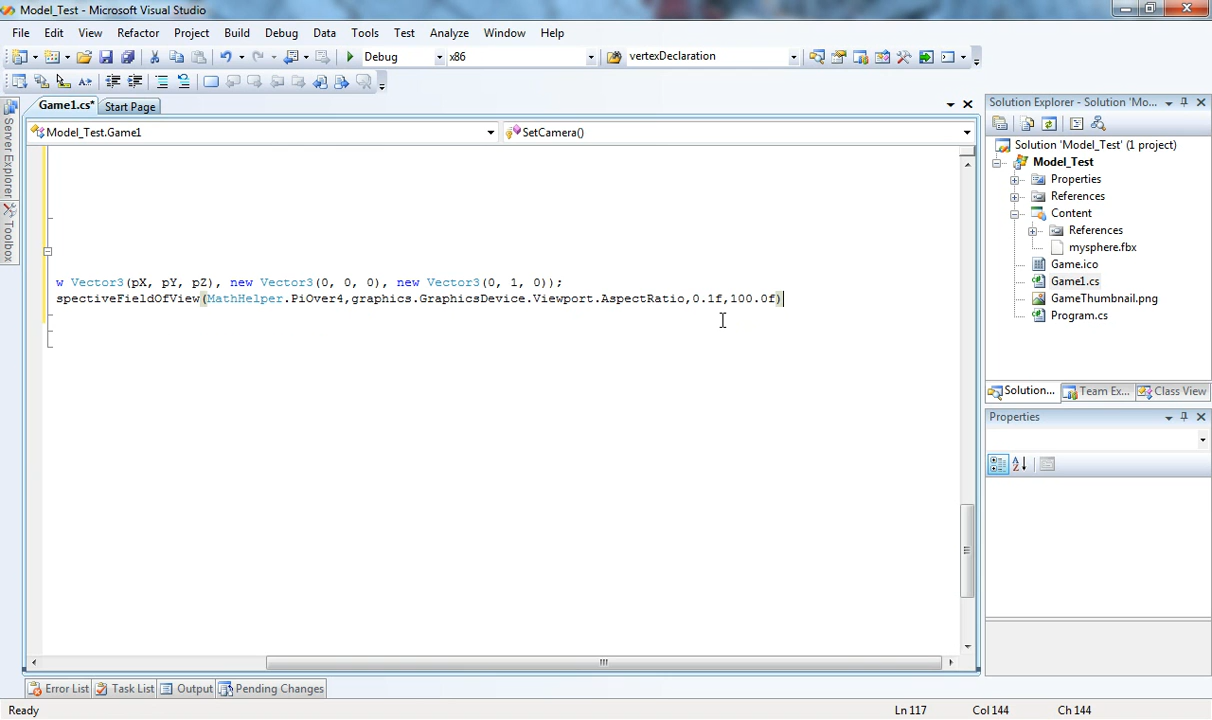 Model_Test - Microsoft Visual Studio
File Edit View Refactor Project Build Debug Data Tools Test Analyze Window Help
Debug x86 vertexDeclaration
Game1.cs* Start Page
Model_Test.Game1 SetCamera()
Server Explorer
Toolbox
w Vector3(pX, pY, pZ), new Vector3(0, 0, 0), new Vector3(0, 1, 0));
spectiveFieldOfView(MathHelper.PiOver4,graphics.GraphicsDevice.Viewport.AspectRatio,0.1f,100.0f)
Solution Explorer - Solution 'Mo...
Solution 'Model_Test' (1 project)
Model_Test
Properties
References
Content
References
mysphere.fbx
Game.ico
Game1.cs
GameThumbnail.png
Program.cs
Solution... Team Ex... Class View
Properties
Error List Task List Output Pending Changes
Ready Ln 117 Col 144 Ch 144